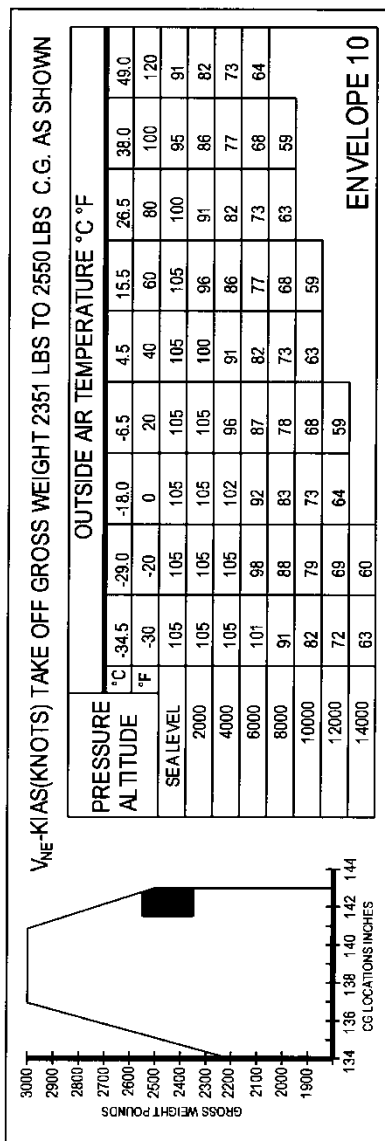 V_NE-KIAS(KNOTS) TAKE OFF GROSS WEIGHT 2351 LBS TO 2550 LBS C.G. AS SHOWN
PRESSURE ALTITUDE
OUTSIDE AIR TEMPERATURE °C °F
°C -34.5 -29.0 -18.0 -6.5 4.5 15.5 26.5 38.0 49.0
°F -30 -20 0 20 40 60 80 100 120
SEA LEVEL 105 105 105 105 105 105 100 95 91
2000 105 105 105 105 100 96 91 86 82
4000 105 105 102 96 91 86 82 77 73
6000 101 98 92 87 82 77 73 68 64
8000 91 88 83 78 73 68 63 59
10000 82 79 73 68 63 59
12000 72 69 64 59
14000 63 60
ENVELOPE 10
GROSS WEIGHT POUNDS
3000
2900
2800
2700
2600
2500
2400
2300
2200
2100
2000
1900
134 136 138 140 142 144
CG LOCATIONS INCHES